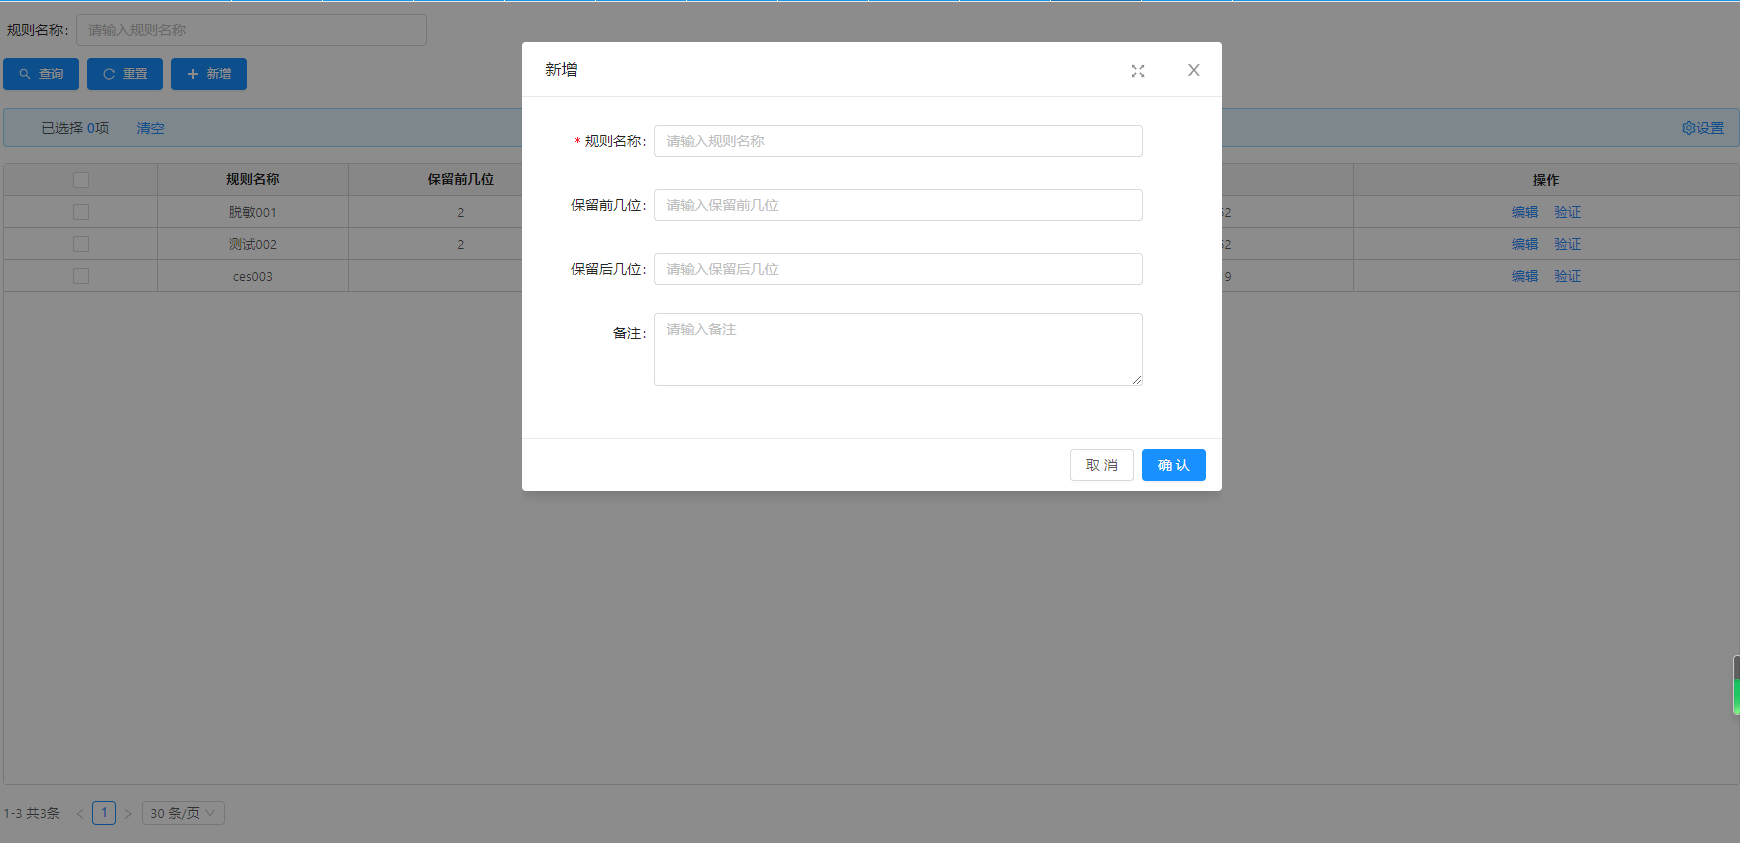 规则名称: 请输入规则名称
查询 重置 新增
已选择 0项 清空 设置
规则名称 保留前几位 操作
脱敏001 2 编辑 验证
测试002 2 编辑 验证
ces003 编辑 验证
1-3 共3条 1 30 条/页
新增
* 规则名称: 请输入规则名称
保留前几位: 请输入保留前几位
保留后几位: 请输入保留后几位
备注: 请输入备注
取 消 确 认